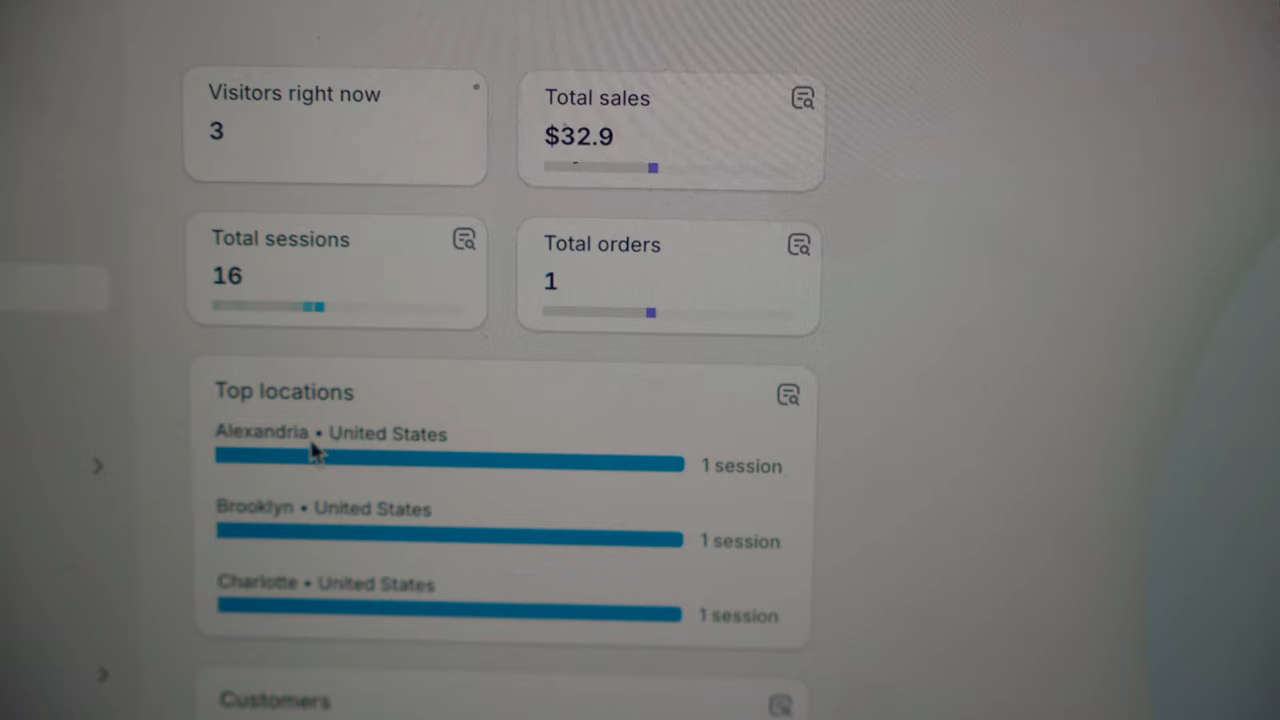 Visitors right now
3
Total sales
$32.9
Total sessions
16
Total orders
1
Top locations
Alexandria • United States
1 session
Brooklyn • United States
1 session
Charlotte • United States
1 session
Customers